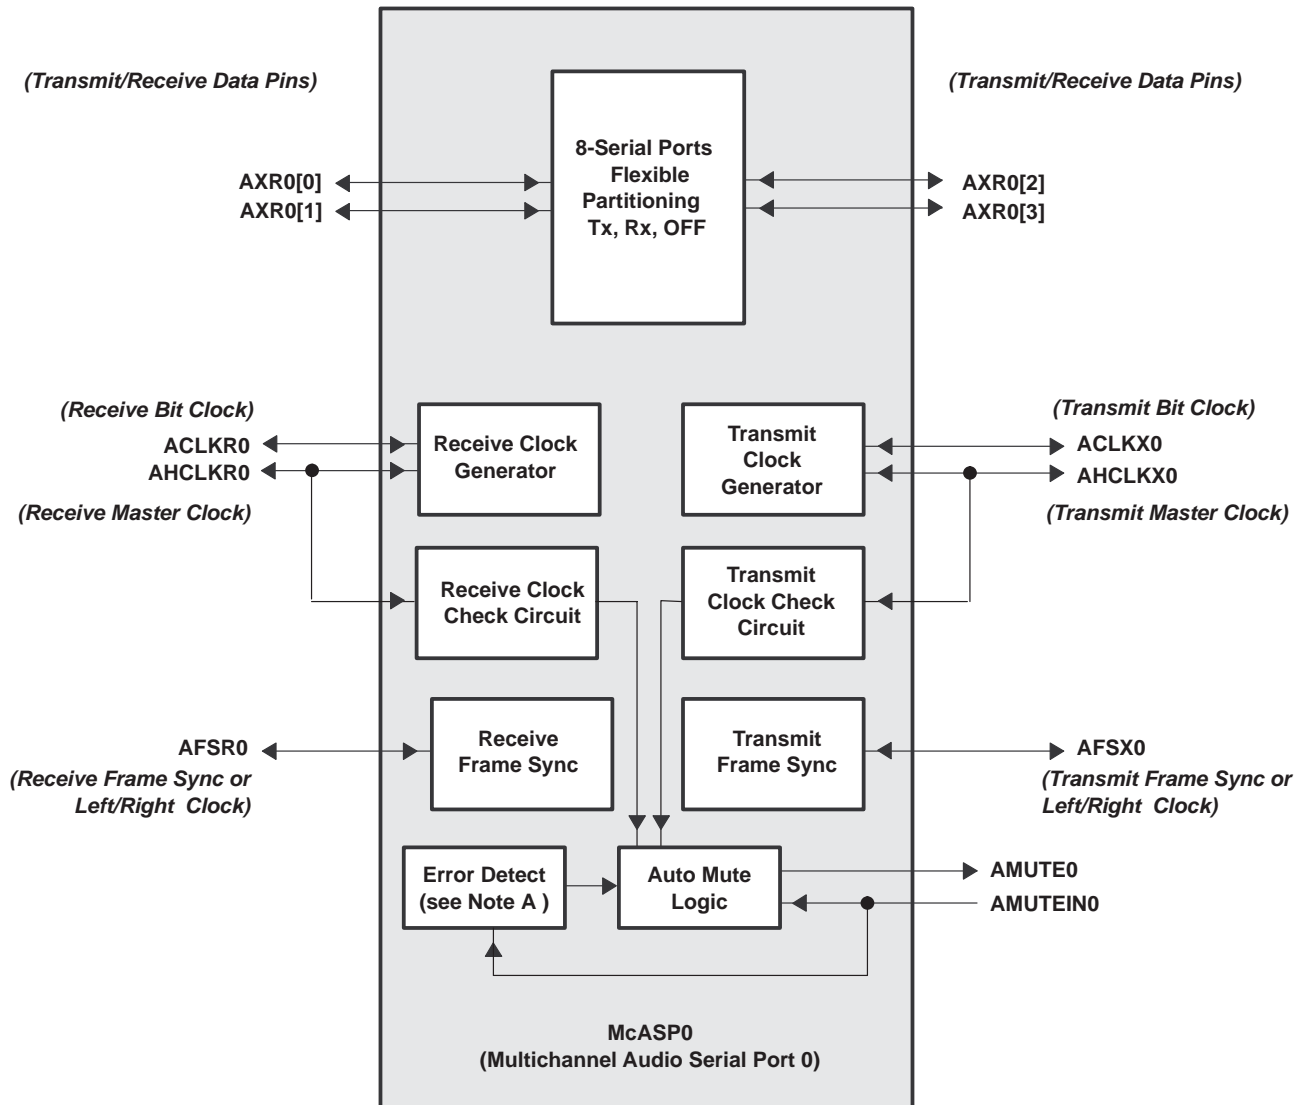 (Transmit/Receive Data Pins)
(Transmit/Receive Data Pins)
8-Serial Ports
Flexible
Partitioning
Tx, Rx, OFF
AXR0[0]
AXR0[1]
AXR0[2]
AXR0[3]
(Receive Bit Clock)
ACLKR0
AHCLKR0
(Receive Master Clock)
Receive Clock
Generator
Transmit
Clock
Generator
(Transmit Bit Clock)
ACLKX0
AHCLKX0
(Transmit Master Clock)
Receive Clock
Check Circuit
Transmit
Clock Check
Circuit
AFSR0
(Receive Frame Sync or
Left/Right Clock)
Receive
Frame Sync
Transmit
Frame Sync
AFSX0
(Transmit Frame Sync or
Left/Right Clock)
Error Detect
(see Note A )
Auto Mute
Logic
AMUTE0
AMUTEIN0
McASP0
(Multichannel Audio Serial Port 0)